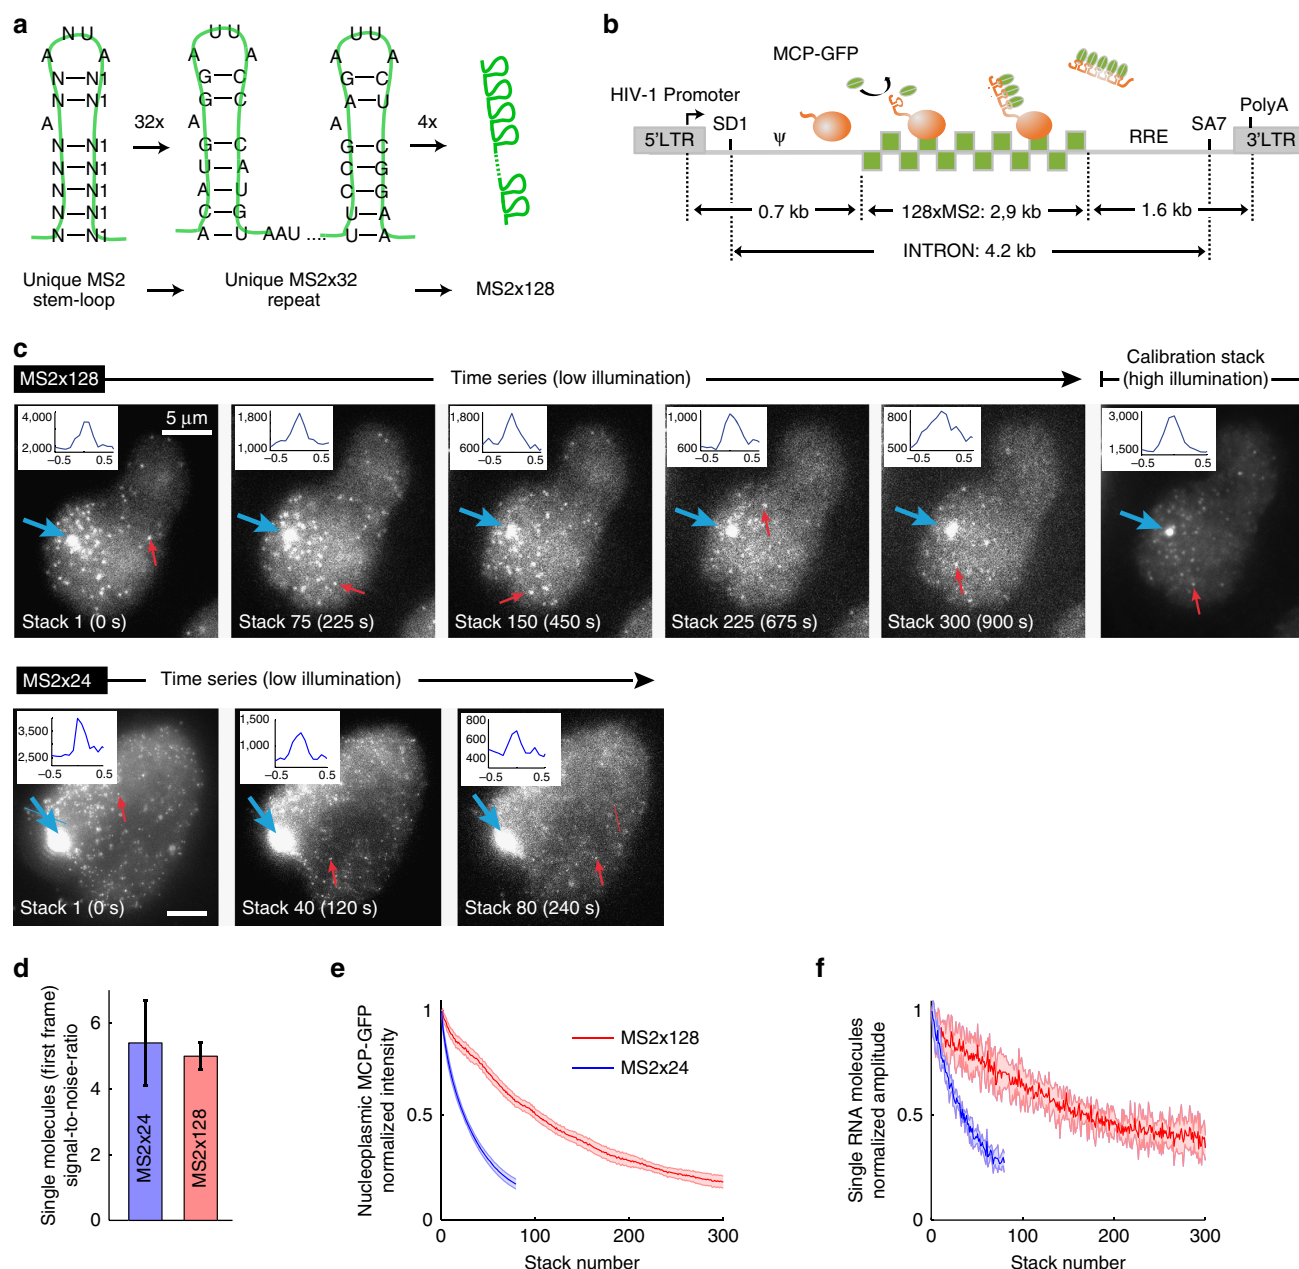 a
N U
A A
N N1
N N1
A
N N1
N N1
N N1
N N1
N N1
32x
U U
A A
G C
G C
A
G C
U A
A U
C G
A U
AAU ....
U U
A A
G C
A U
A
G C
C G
C G
U A
U A
4x
Unique MS2
stem-loop
Unique MS2x32
repeat
MS2x128
b
MCP-GFP
HIV-1 Promoter
5'LTR
SD1
ψ
RRE
SA7
PolyA
3'LTR
0.7 kb
128xMS2: 2,9 kb
1.6 kb
INTRON: 4.2 kb
c
MS2x128
Time series (low illumination)
Calibration stack
(high illumination)
4,000
2,000
–0.5 0.5
5 µm
Stack 1 (0 s)
1,800
1,000
–0.5 0.5
Stack 75 (225 s)
1,800
600
–0.5 0.5
Stack 150 (450 s)
1,000
600
–0.5 0.5
Stack 225 (675 s)
800
500
–0.5 0.5
Stack 300 (900 s)
3,000
1,500
–0.5 0.5
MS2x24
Time series (low illumination)
3,500
2,500
–0.5 0.5
Stack 1 (0 s)
1,500
1,000
–0.5 0.5
Stack 40 (120 s)
800
600
400
–0.5 0.5
Stack 80 (240 s)
d
Single molecules (first frame)
signal-to-noise-ratio
6
4
2
0
MS2x24
MS2x128
e
Nucleoplasmic MCP-GFP
normalized intensity
1
0.5
0
0 100 200 300
Stack number
MS2x128
MS2x24
f
Single RNA molecules
normalized amplitude
1
0.5
0
0 100 200 300
Stack number